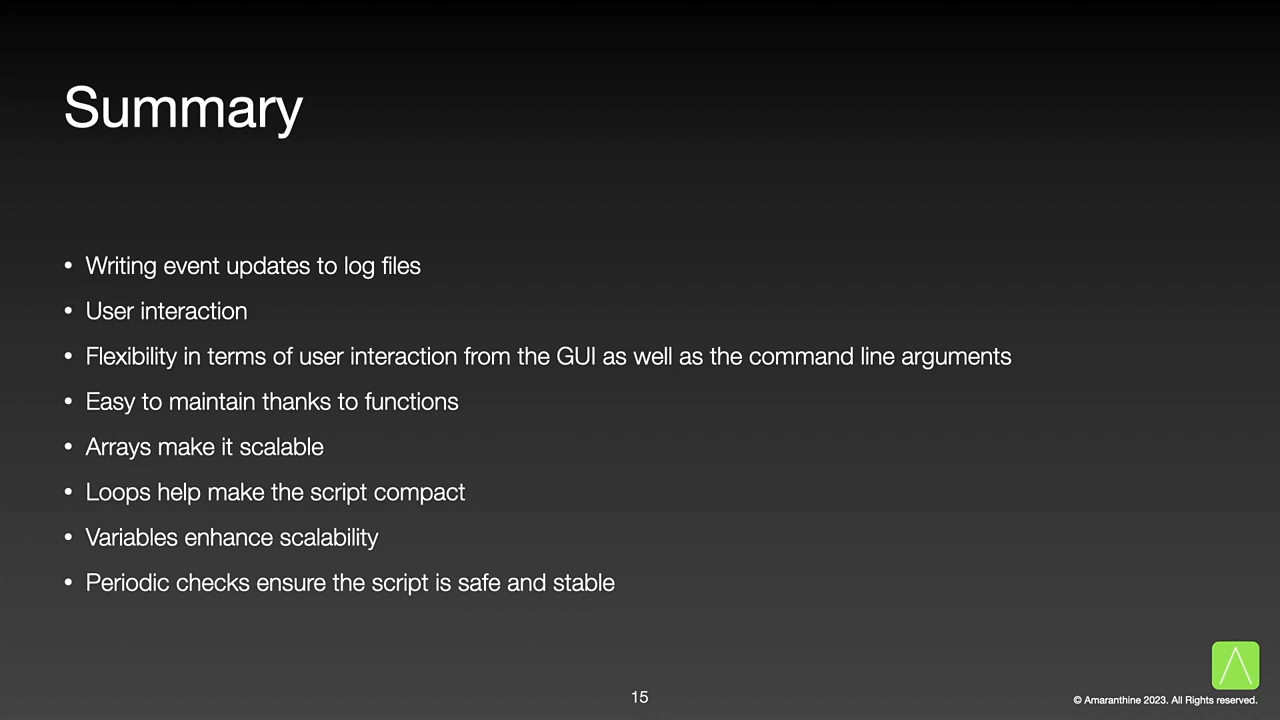 Summary
• Writing event updates to log files
• User interaction
• Flexibility in terms of user interaction from the GUI as well as the command line arguments
• Easy to maintain thanks to functions
• Arrays make it scalable
• Loops help make the script compact
• Variables enhance scalability
• Periodic checks ensure the script is safe and stable
15
© Amaranthine 2023. All Rights reserved.